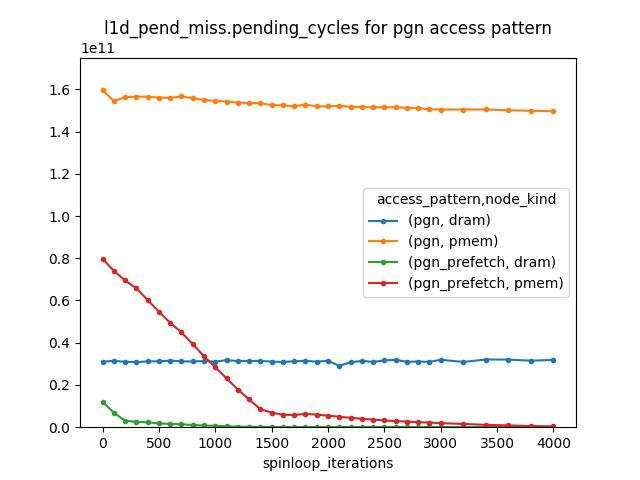 l1d_pend_miss.pending_cycles for pgn access pattern
1e11
1.6
1.4
1.2
1.0
0.8
0.6
0.4
0.2
0.0
access_pattern,node_kind
(pgn, dram)
(pgn, pmem)
(pgn_prefetch, dram)
(pgn_prefetch, pmem)
0 500 1000 1500 2000 2500 3000 3500 4000
spinloop_iterations